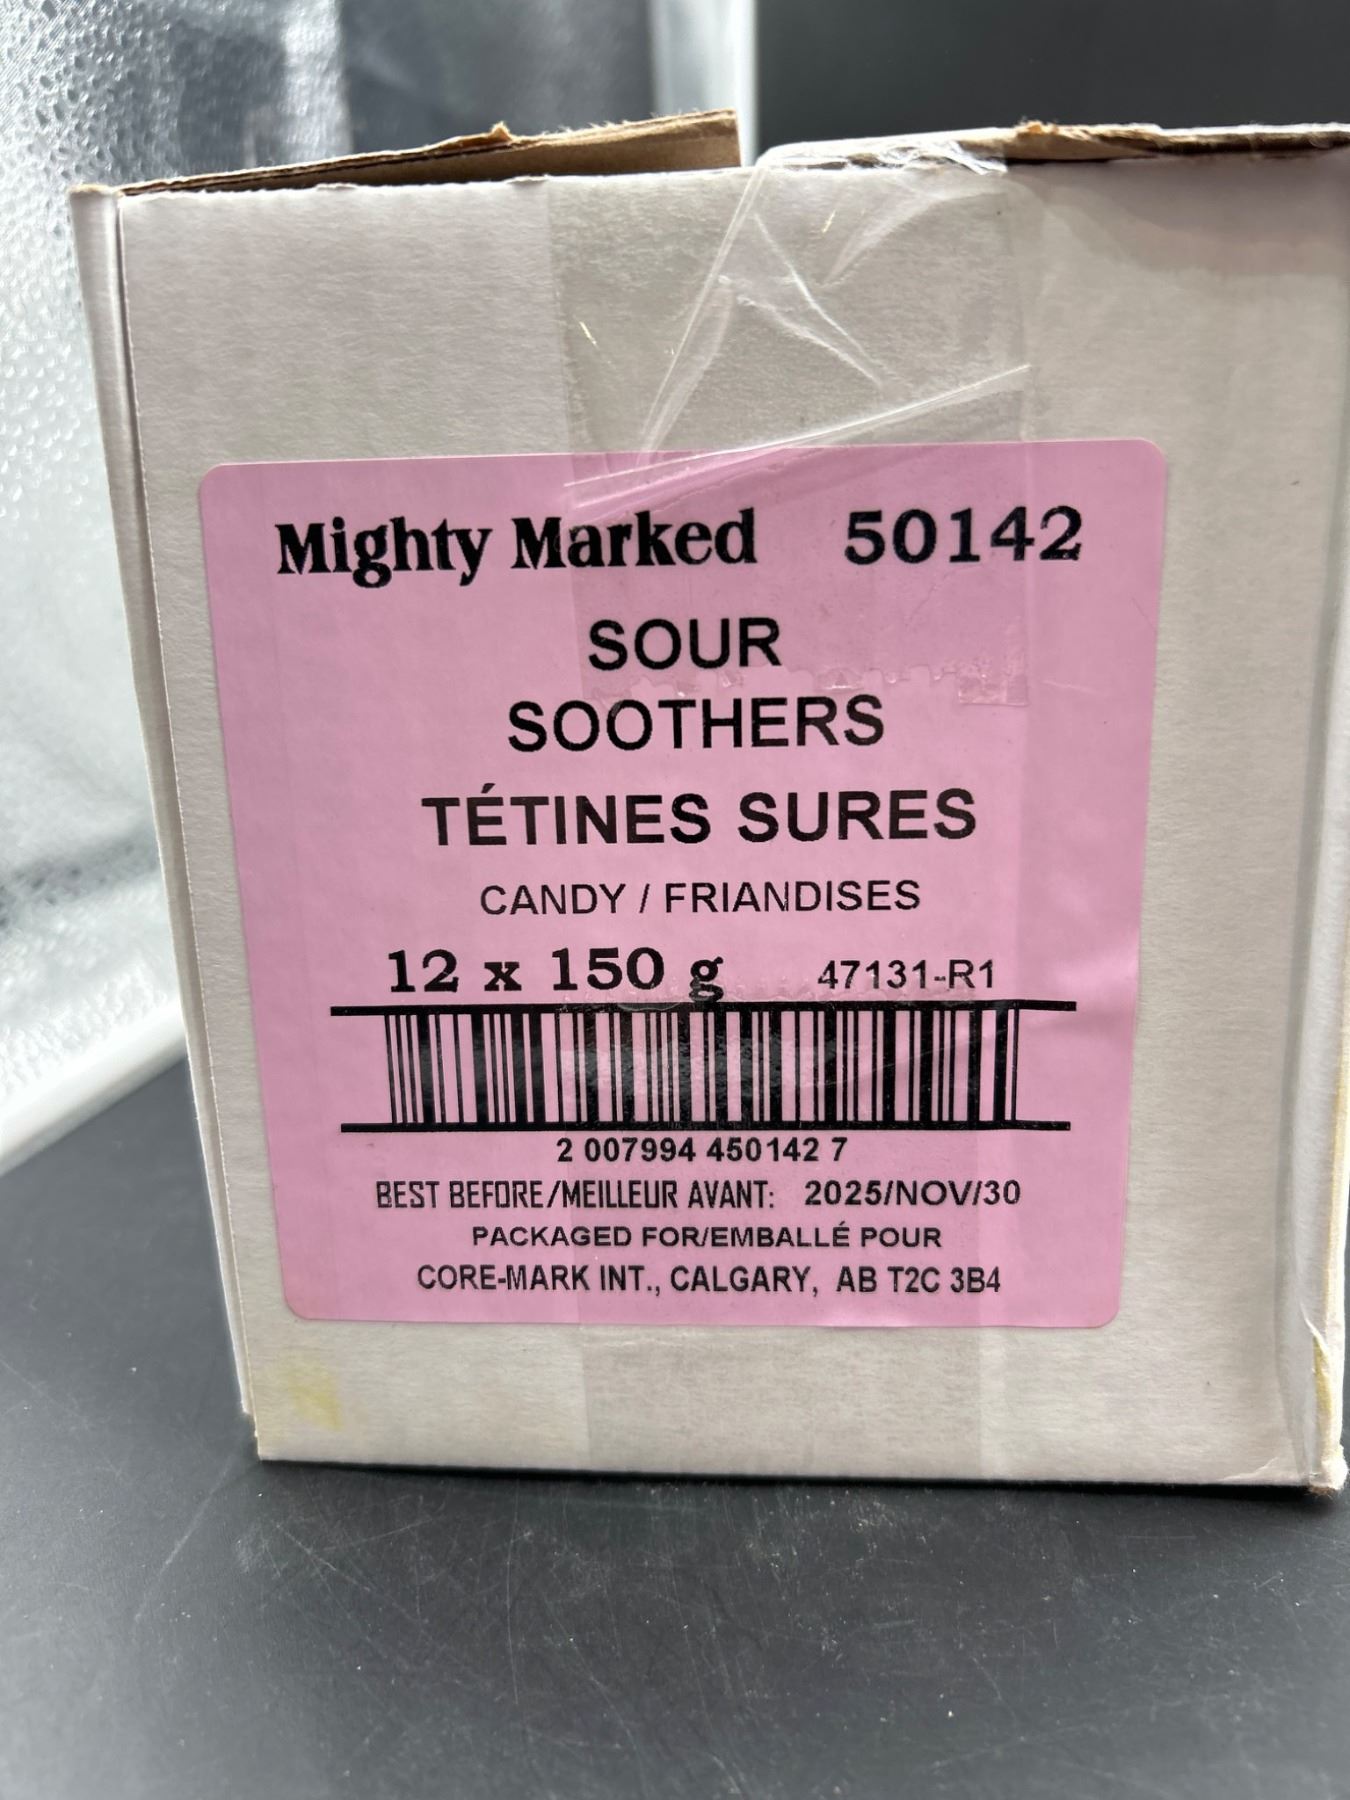 Mighty Marked 50142
SOUR
SOOTHERS
TÉTINES SURES
CANDY / FRIANDISES
12 x 150 g 47131-R1
2 007994 450142 7
BEST BEFORE/MEILLEUR AVANT: 2025/NOV/30
PACKAGED FOR/EMBALLÉ POUR
CORE-MARK INT., CALGARY, AB T2C 3B4